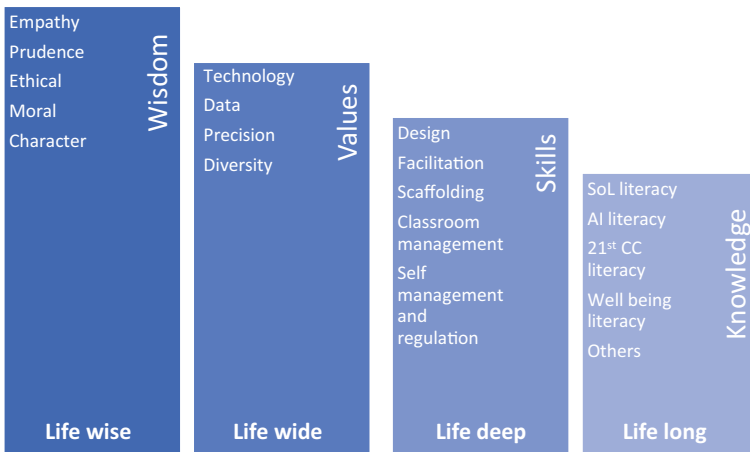 Empathy
Prudence
Ethical
Moral
Character
Wisdom
Life wise
Technology
Data
Precision
Diversity
Values
Life wide
Design
Facilitation
Scaffolding
Classroom
management
Self
management
and
regulation
Skills
Life deep
SoL literacy
AI literacy
21st CC
literacy
Well being
literacy
Others
Knowledge
Life long